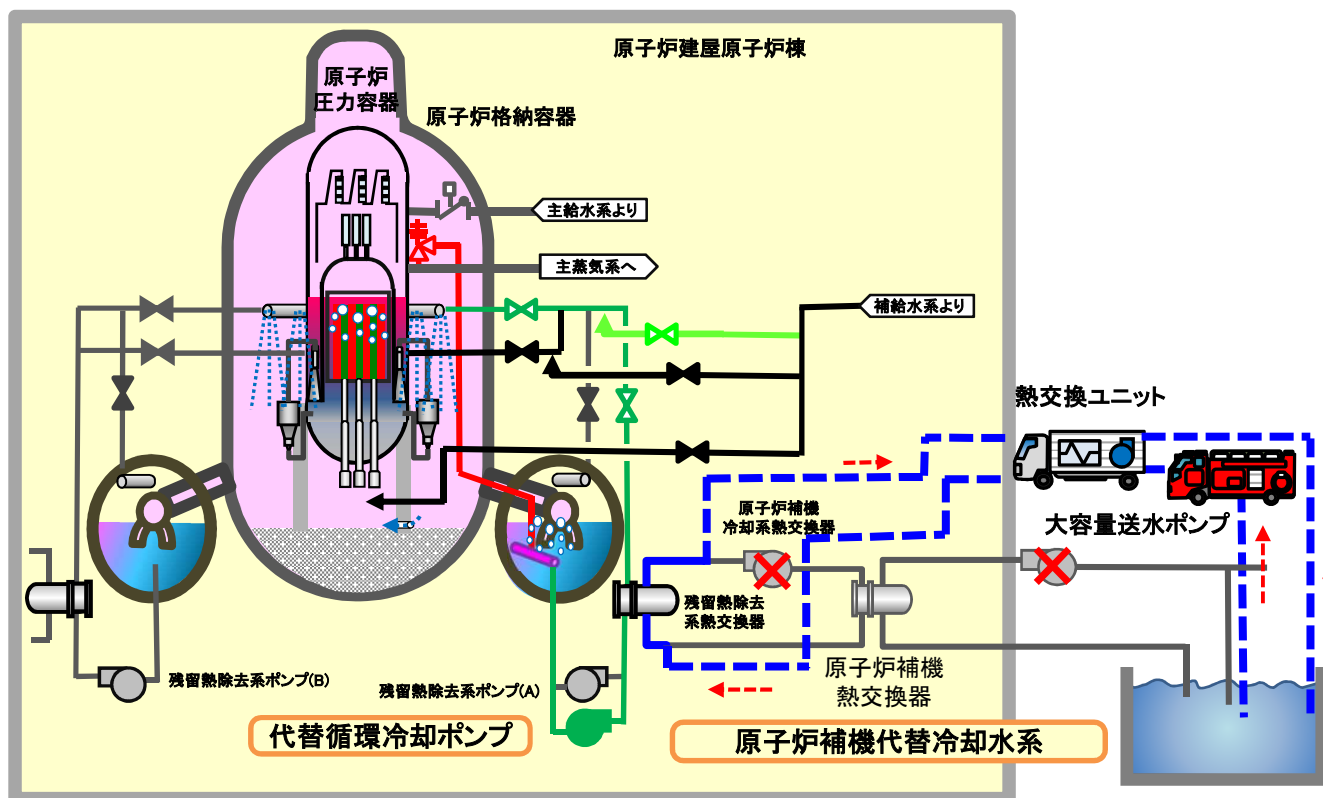 原子炉建屋原子炉棟
原子炉
圧力容器
原子炉格納容器
主給水系より
主蒸気系へ
補給水系より
熱交換ユニット
大容量送水ポンプ
原子炉補機
冷却系熱交換器
残留熱除去
系熱交換器
原子炉補機
熱交換器
残留熱除去系ポンプ(B)
残留熱除去系ポンプ(A)
代替循環冷却ポンプ
原子炉補機代替冷却水系